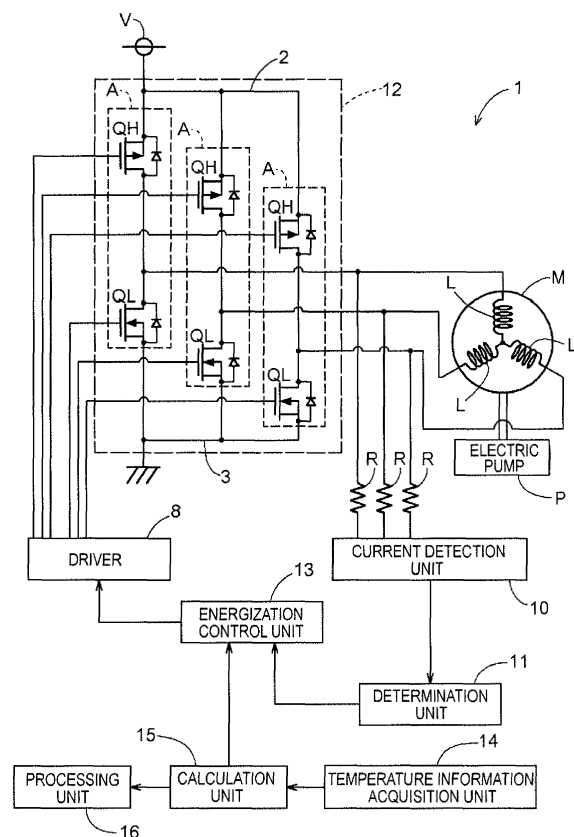 V
2
12
1
A
QH
A
QH
A
QH
L
M
L
L
QL
QL
QL
3
R
R
R
ELECTRIC
PUMP
P
8
DRIVER
CURRENT DETECTION
UNIT
10
13
ENERGIZATION
CONTROL UNIT
11
DETERMINATION
UNIT
15
14
PROCESSING
UNIT
CALCULATION
UNIT
TEMPERATURE INFORMATION
ACQUISITION UNIT
16